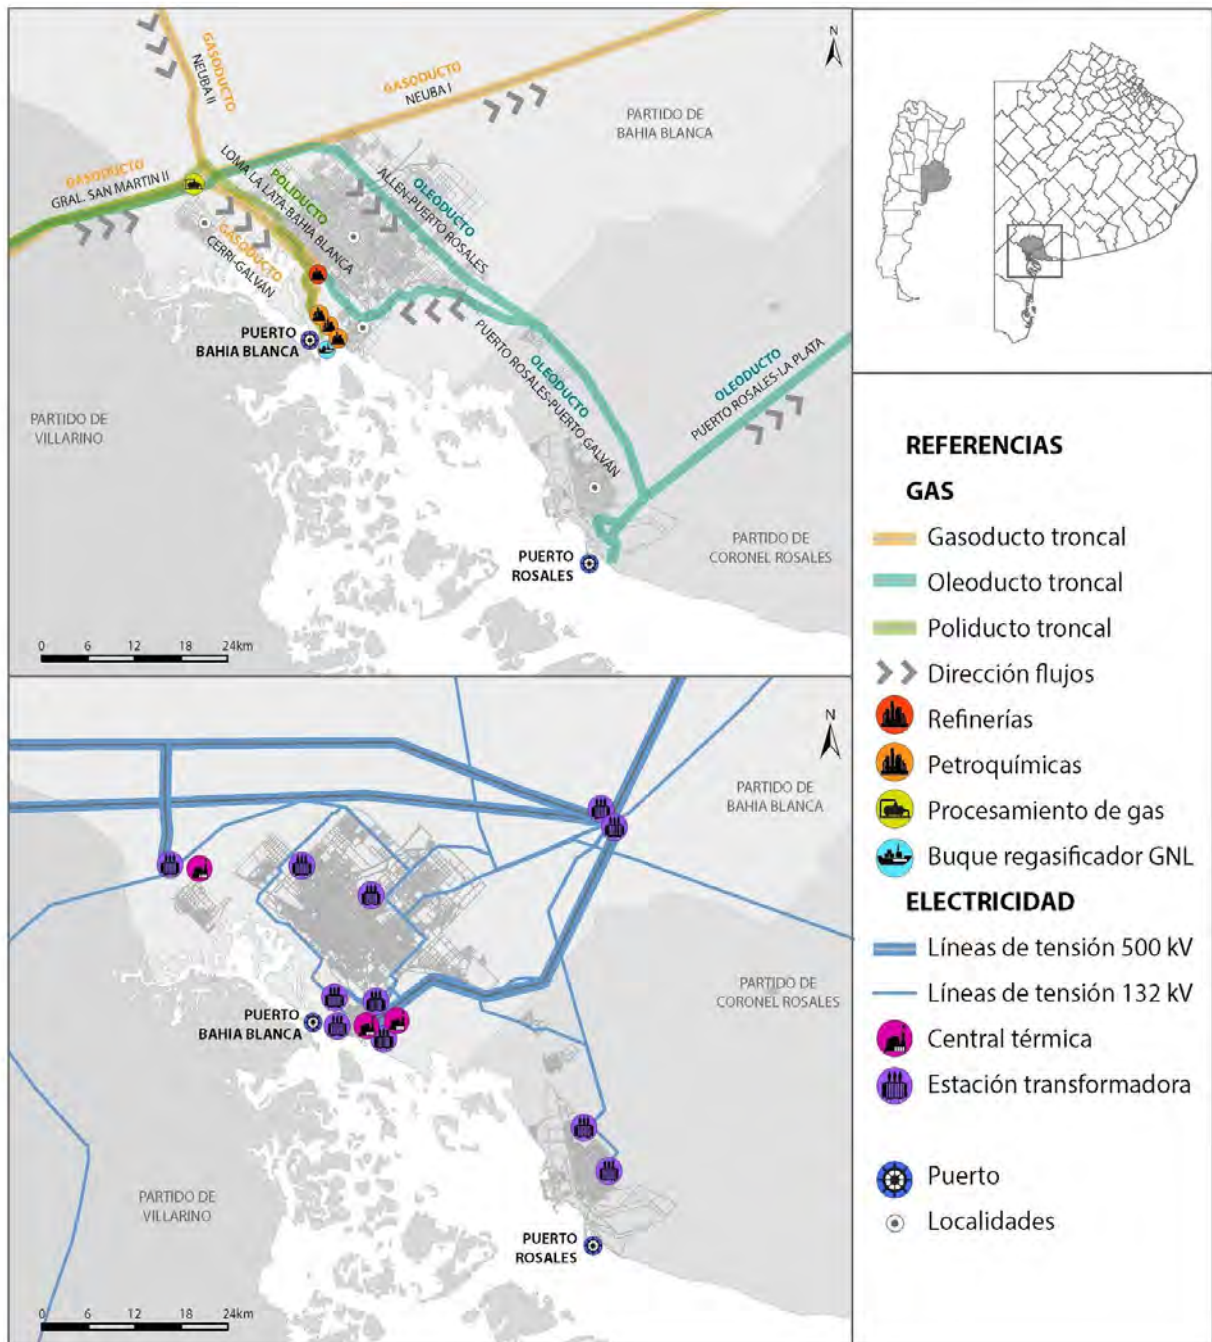 GASODUCTO
NEUBA II
GASODUCTO
NEUBA I
N
PARTIDO DE
BAHIA BLANCA
GASODUCTO
GRAL. SAN MARTIN II
POLIDUCTO
LOMA LA LATA-BAHIA BLANCA
OLEODUCTO
ALLEN-PUERTO ROSALES
GASODUCTO
CERRI-GALVÁN
PUERTO
BAHIA BLANCA
OLEODUCTO
PUERTO ROSALES-PUERTO GALVÁN
OLEODUCTO
PUERTO ROSALES-LA PLATA
PARTIDO DE
VILLARINO
PARTIDO DE
CORONEL ROSALES
PUERTO
ROSALES
0 6 12 18 24km
N
PARTIDO DE
BAHIA BLANCA
PARTIDO DE
CORONEL ROSALES
PUERTO
BAHIA BLANCA
PARTIDO DE
VILLARINO
PUERTO
ROSALES
0 6 12 18 24km
REFERENCIAS
GAS
Gasoducto troncal
Oleoducto troncal
Poliducto troncal
Dirección flujos
Refinerías
Petroquímicas
Procesamiento de gas
Buque regasificador GNL
ELECTRICIDAD
Líneas de tensión 500 kV
Líneas de tensión 132 kV
Central térmica
Estación transformadora
Puerto
Localidades